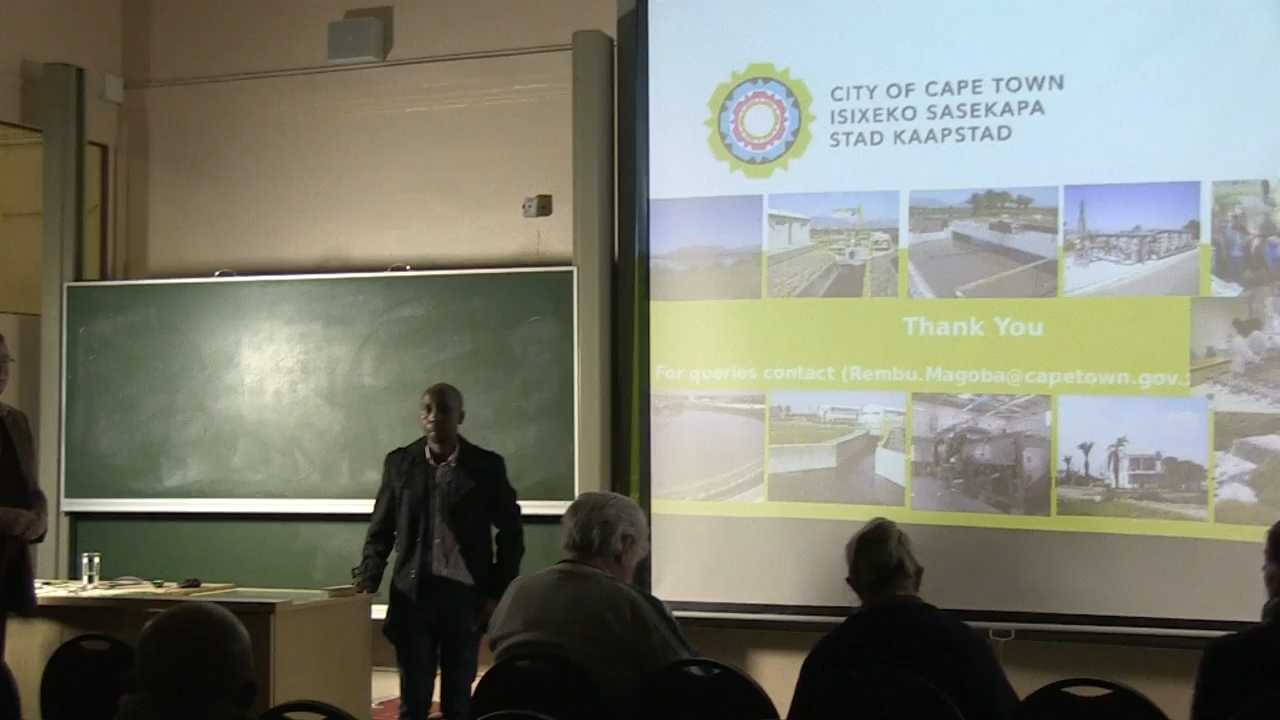 CITY OF CAPE TOWN
ISIXEKO SASEKAPA
STAD KAAPSTAD
Thank You
For queries contact (Rembu.Magoba@capetown.gov.